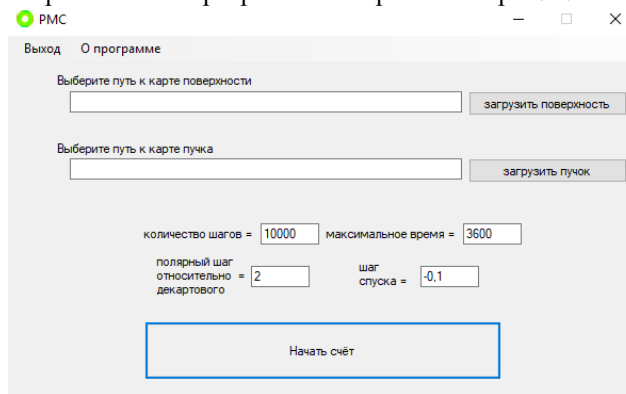 РМС
Выход О программе
Выберите путь к карте поверхности
загрузить поверхность
Выберите путь к карте пучка
загрузить пучок
количество шагов = 10000 максимальное время = 3600
полярный шаг
относительно = 2
декартового
шаг
спуска = -0,1
Начать счёт